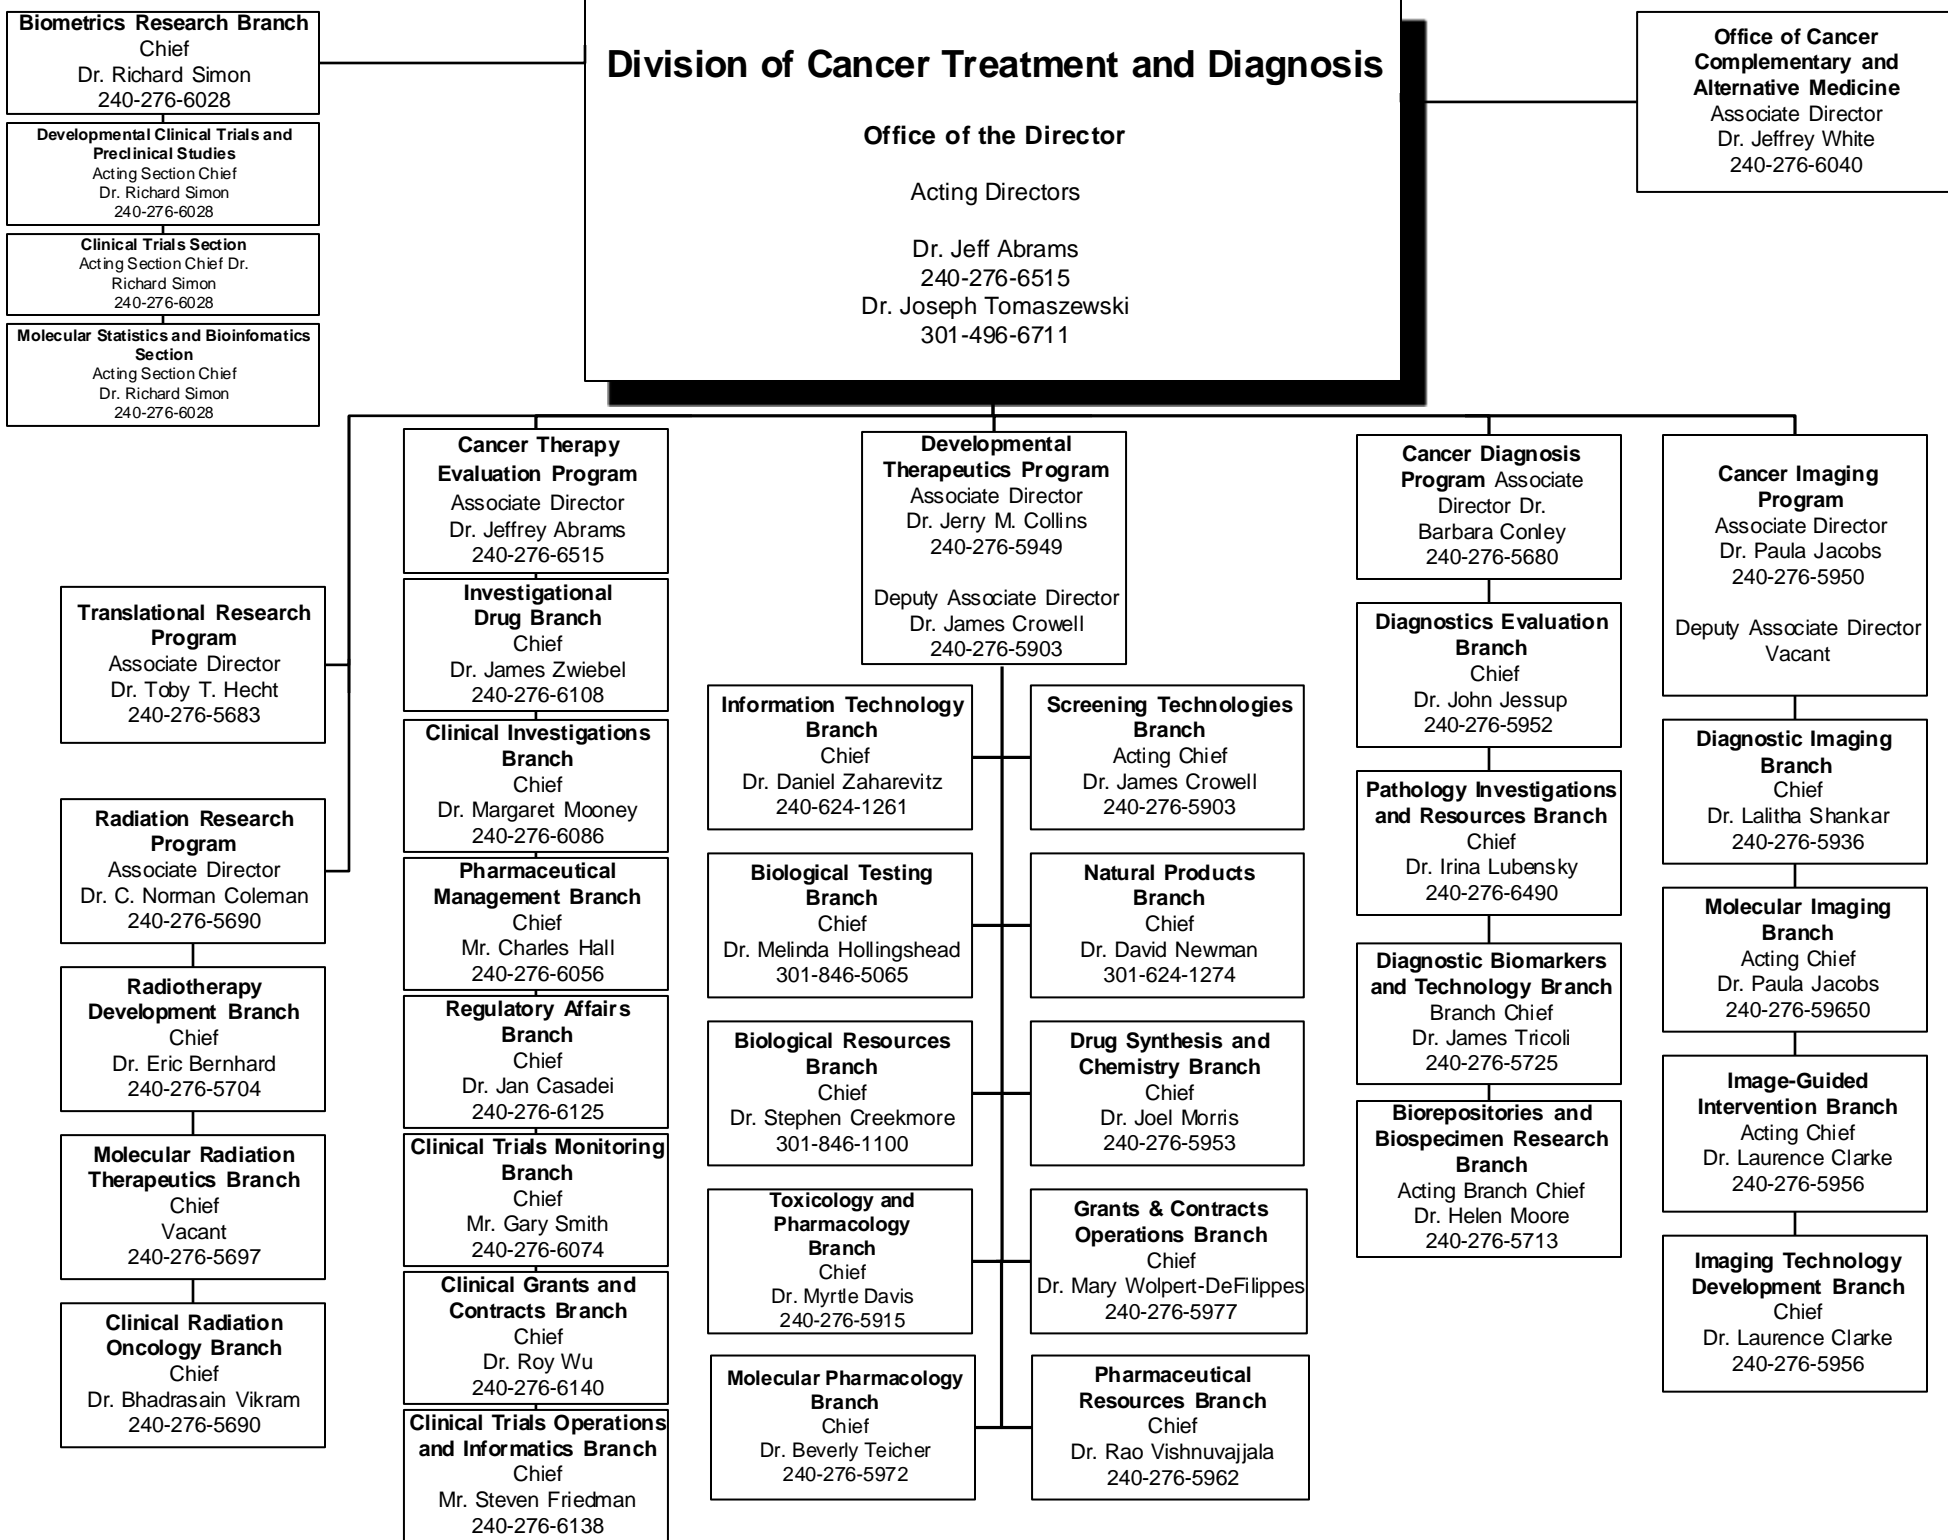 Biometrics Research Branch
Chief
Dr. Richard Simon
240-276-6028
Developmental Clinical Trials and
Preclinical Studies
Acting Section Chief
Dr. Richard Simon
240-276-6028
Clinical Trials Section
Acting Section Chief Dr.
Richard Simon
240-276-6028
Molecular Statistics and Bioinfomatics
Section
Acting Section Chief
Dr. Richard Simon
240-276-6028
Division of Cancer Treatment and Diagnosis
Office of the Director
Acting Directors
Dr. Jeff Abrams
240-276-6515
Dr. Joseph Tomaszewski
301-496-6711
Office of Cancer
Complementary and
Alternative Medicine
Associate Director
Dr. Jeffrey White
240-276-6040
Translational Research
Program
Associate Director
Dr. Toby T. Hecht
240-276-5683
Radiation Research
Program
Associate Director
Dr. C. Norman Coleman
240-276-5690
Radiotherapy
Development Branch
Chief
Dr. Eric Bernhard
240-276-5704
Molecular Radiation
Therapeutics Branch
Chief
Vacant
240-276-5697
Clinical Radiation
Oncology Branch
Chief
Dr. Bhadrasain Vikram
240-276-5690
Cancer Therapy
Evaluation Program
Associate Director
Dr. Jeffrey Abrams
240-276-6515
Investigational
Drug Branch
Chief
Dr. James Zwiebel
240-276-6108
Clinical Investigations
Branch
Chief
Dr. Margaret Mooney
240-276-6086
Pharmaceutical
Management Branch
Chief
Mr. Charles Hall
240-276-6056
Regulatory Affairs
Branch
Chief
Dr. Jan Casadei
240-276-6125
Clinical Trials Monitoring
Branch
Chief
Mr. Gary Smith
240-276-6074
Clinical Grants and
Contracts Branch
Chief
Dr. Roy Wu
240-276-6140
Clinical Trials Operations
and Informatics Branch
Chief
Mr. Steven Friedman
240-276-6138
Developmental
Therapeutics Program
Associate Director
Dr. Jerry M. Collins
240-276-5949
Deputy Associate Director
Dr. James Crowell
240-276-5903
Information Technology
Branch
Chief
Dr. Daniel Zaharevitz
240-624-1261
Screening Technologies
Branch
Acting Chief
Dr. James Crowell
240-276-5903
Biological Testing
Branch
Chief
Dr. Melinda Hollingshead
301-846-5065
Natural Products
Branch
Chief
Dr. David Newman
301-624-1274
Biological Resources
Branch
Chief
Dr. Stephen Creekmore
301-846-1100
Drug Synthesis and
Chemistry Branch
Chief
Dr. Joel Morris
240-276-5953
Toxicology and
Pharmacology
Branch
Chief
Dr. Myrtle Davis
240-276-5915
Grants & Contracts
Operations Branch
Chief
Dr. Mary Wolpert-DeFilippes
240-276-5977
Molecular Pharmacology
Branch
Chief
Dr. Beverly Teicher
240-276-5972
Pharmaceutical
Resources Branch
Chief
Dr. Rao Vishnuvajjala
240-276-5962
Cancer Diagnosis
Program Associate
Director Dr.
Barbara Conley
240-276-5680
Diagnostics Evaluation
Branch
Chief
Dr. John Jessup
240-276-5952
Pathology Investigations
and Resources Branch
Chief
Dr. Irina Lubensky
240-276-6490
Diagnostic Biomarkers
and Technology Branch
Branch Chief
Dr. James Tricoli
240-276-5725
Biorepositories and
Biospecimen Research
Branch
Acting Branch Chief
Dr. Helen Moore
240-276-5713
Cancer Imaging
Program
Associate Director
Dr. Paula Jacobs
240-276-5950
Deputy Associate Director
Vacant
Diagnostic Imaging
Branch
Chief
Dr. Lalitha Shankar
240-276-5936
Molecular Imaging
Branch
Acting Chief
Dr. Paula Jacobs
240-276-59650
Image-Guided
Intervention Branch
Acting Chief
Dr. Laurence Clarke
240-276-5956
Imaging Technology
Development Branch
Chief
Dr. Laurence Clarke
240-276-5956